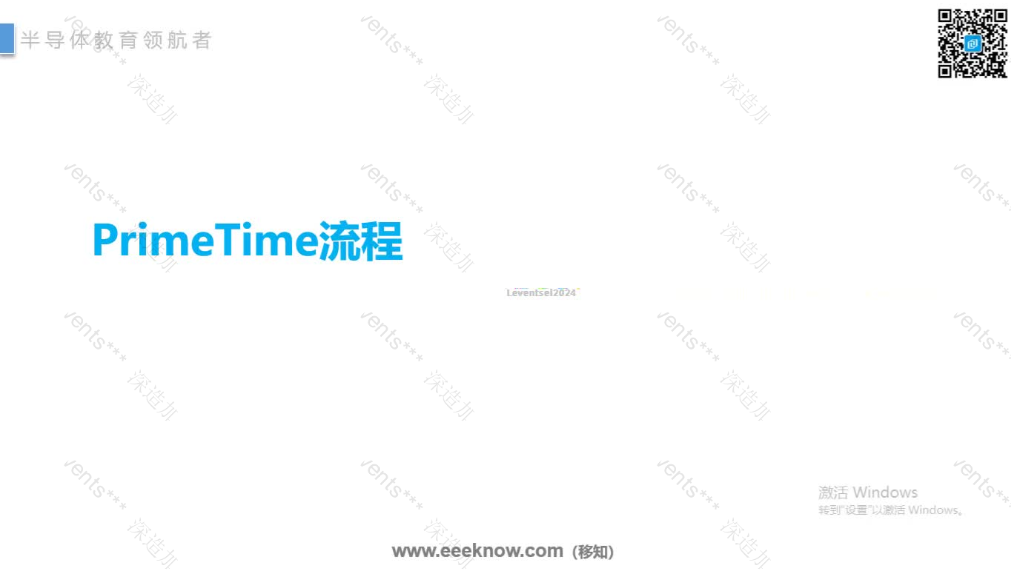 半导体教育领航者
PrimeTime流程
Leventsel2024
激活 Windows
转到"设置"以激活 Windows。
www.eeeknow.com（移知）